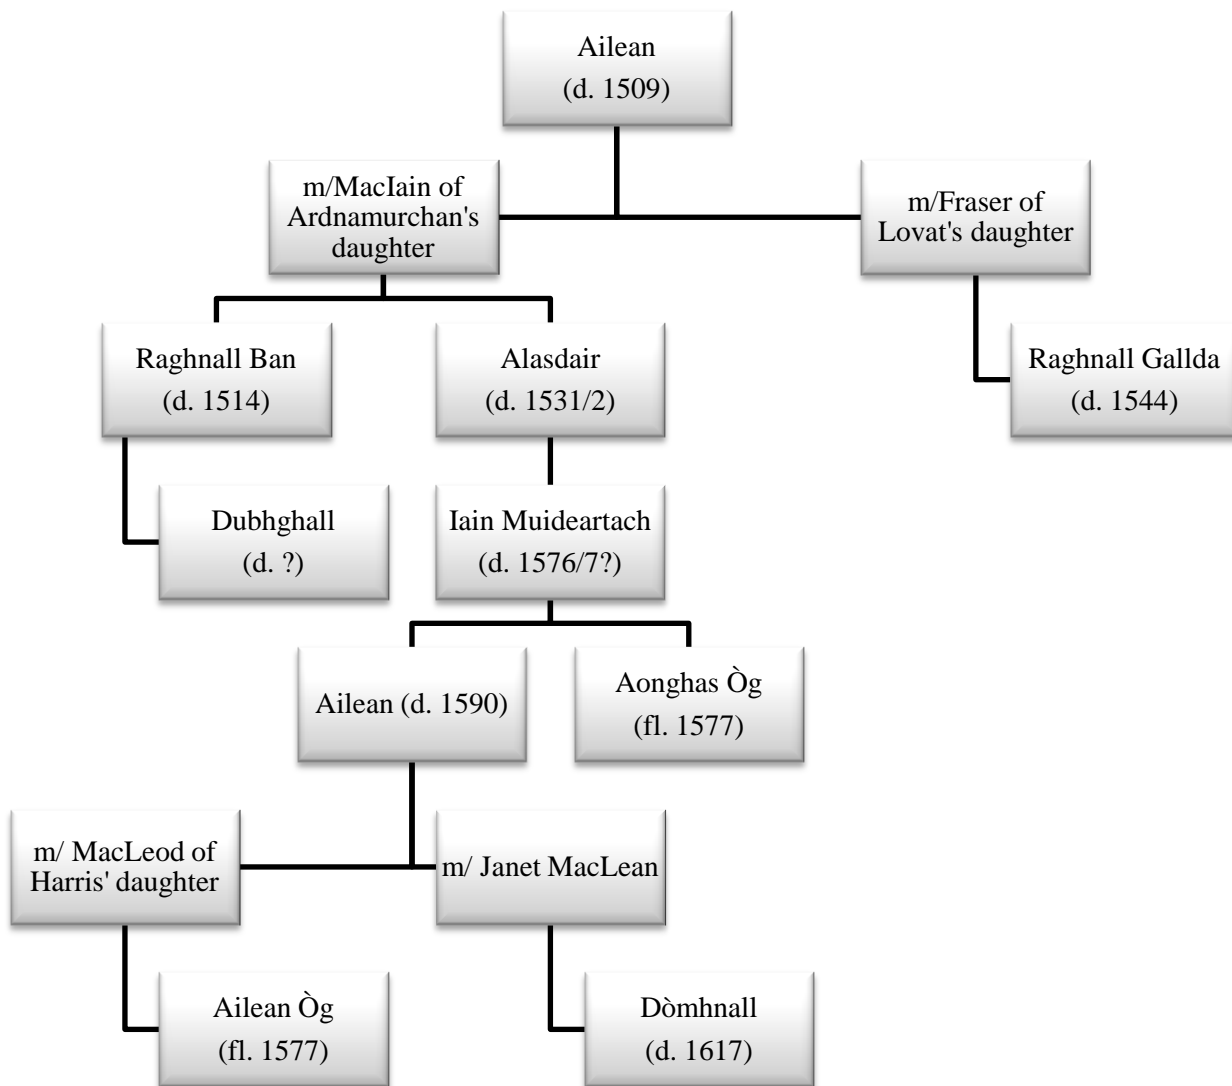 Ailean
(d. 1509)
m/MacIain of
Ardnamurchan's
daughter
m/Fraser of
Lovat's daughter
Raghnall Ban
(d. 1514)
Alasdair
(d. 1531/2)
Raghnall Gallda
(d. 1544)
Dubhghall
(d. ?)
Iain Muideartach
(d. 1576/7?)
Ailean (d. 1590)
Aonghas Òg
(fl. 1577)
m/ MacLeod of
Harris' daughter
m/ Janet MacLean
Ailean Òg
(fl. 1577)
Dòmhnall
(d. 1617)